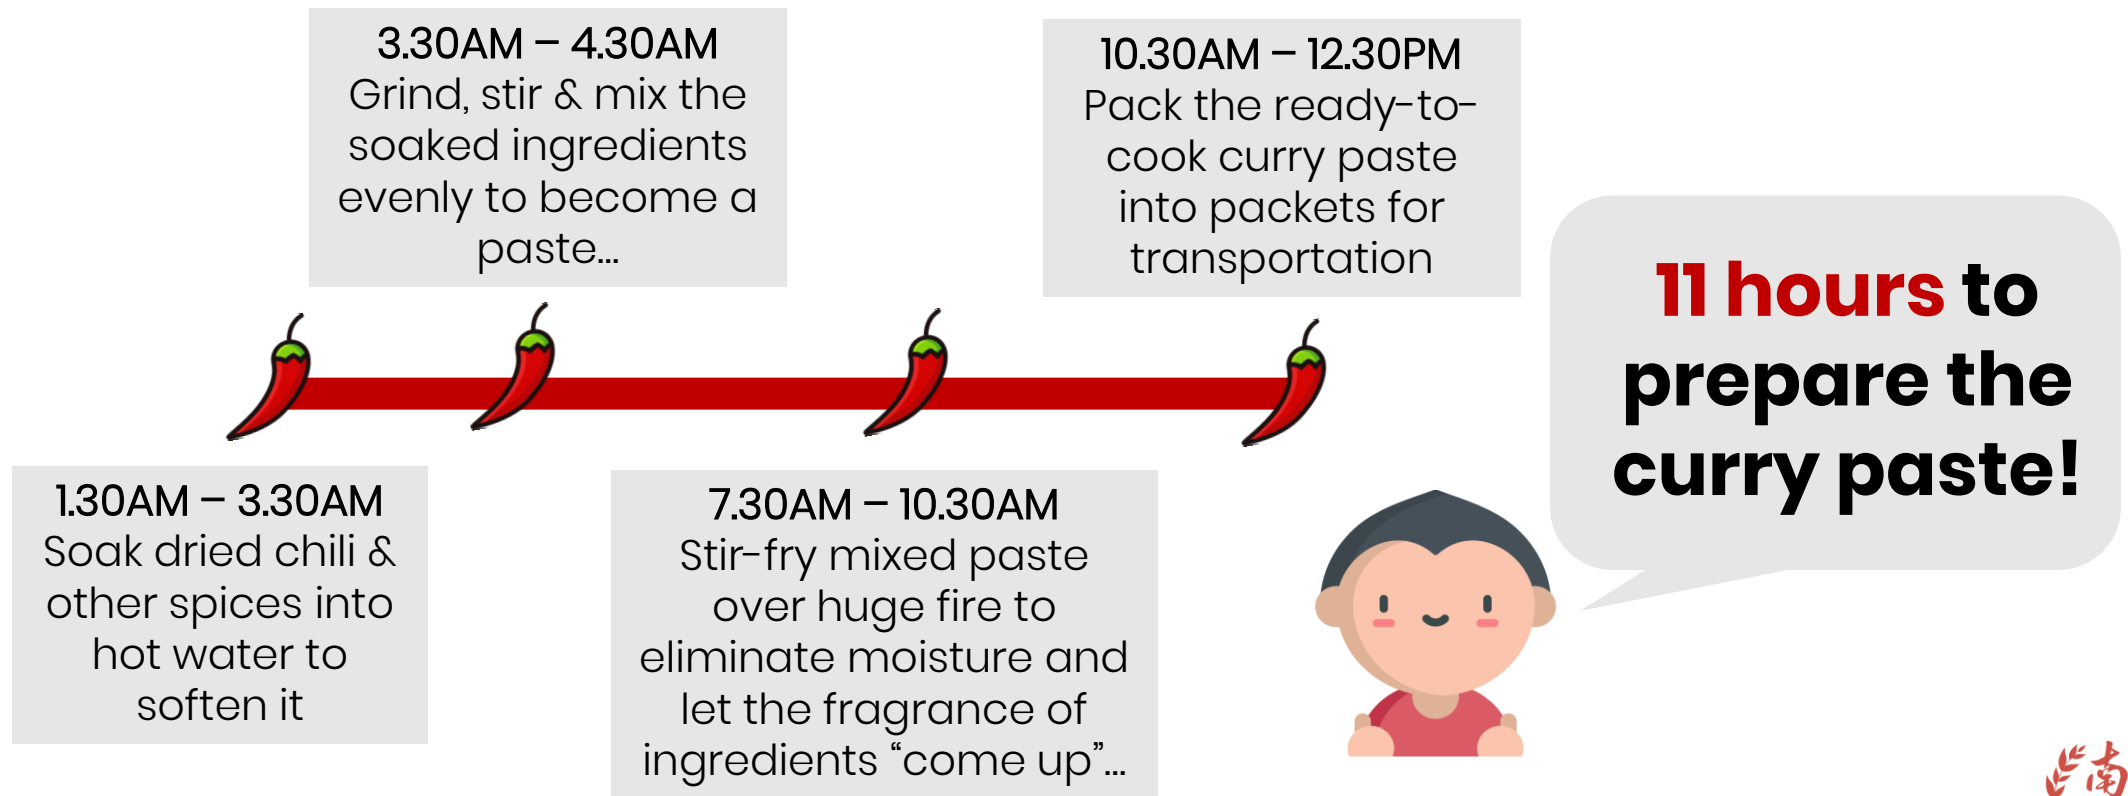 3.30AM – 4.30AM
Grind, stir & mix the
soaked ingredients
evenly to become a
paste...
10.30AM – 12.30PM
Pack the ready-to-
cook curry paste
into packets for
transportation
11 hours to
prepare the
curry paste!
1.30AM – 3.30AM
Soak dried chili &
other spices into
hot water to
soften it
7.30AM – 10.30AM
Stir-fry mixed paste
over huge fire to
eliminate moisture and
let the fragrance of
ingredients “come up”...
南